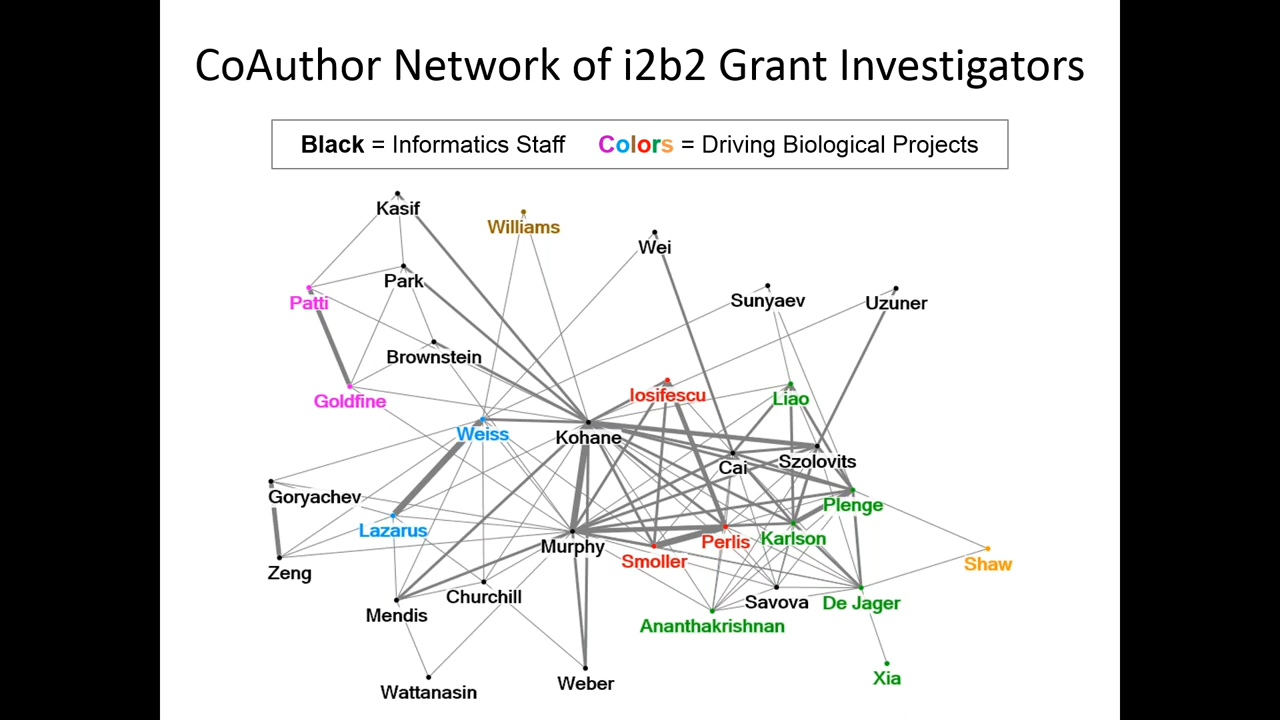 CoAuthor Network of i2b2 Grant Investigators
Black = Informatics Staff Colors = Driving Biological Projects
Kasif
Williams
Wei
Park
Patti
Sunyaev
Uzuner
Brownstein
Iosifescu
Liao
Goldfine
Weiss
Kohane
Cai
Szolovits
Goryachev
Plenge
Lazarus
Murphy
Perlis
Karlson
Smoller
Shaw
Zeng
Mendis
Churchill
Savova
De Jager
Ananthakrishnan
Xia
Wattanasin
Weber